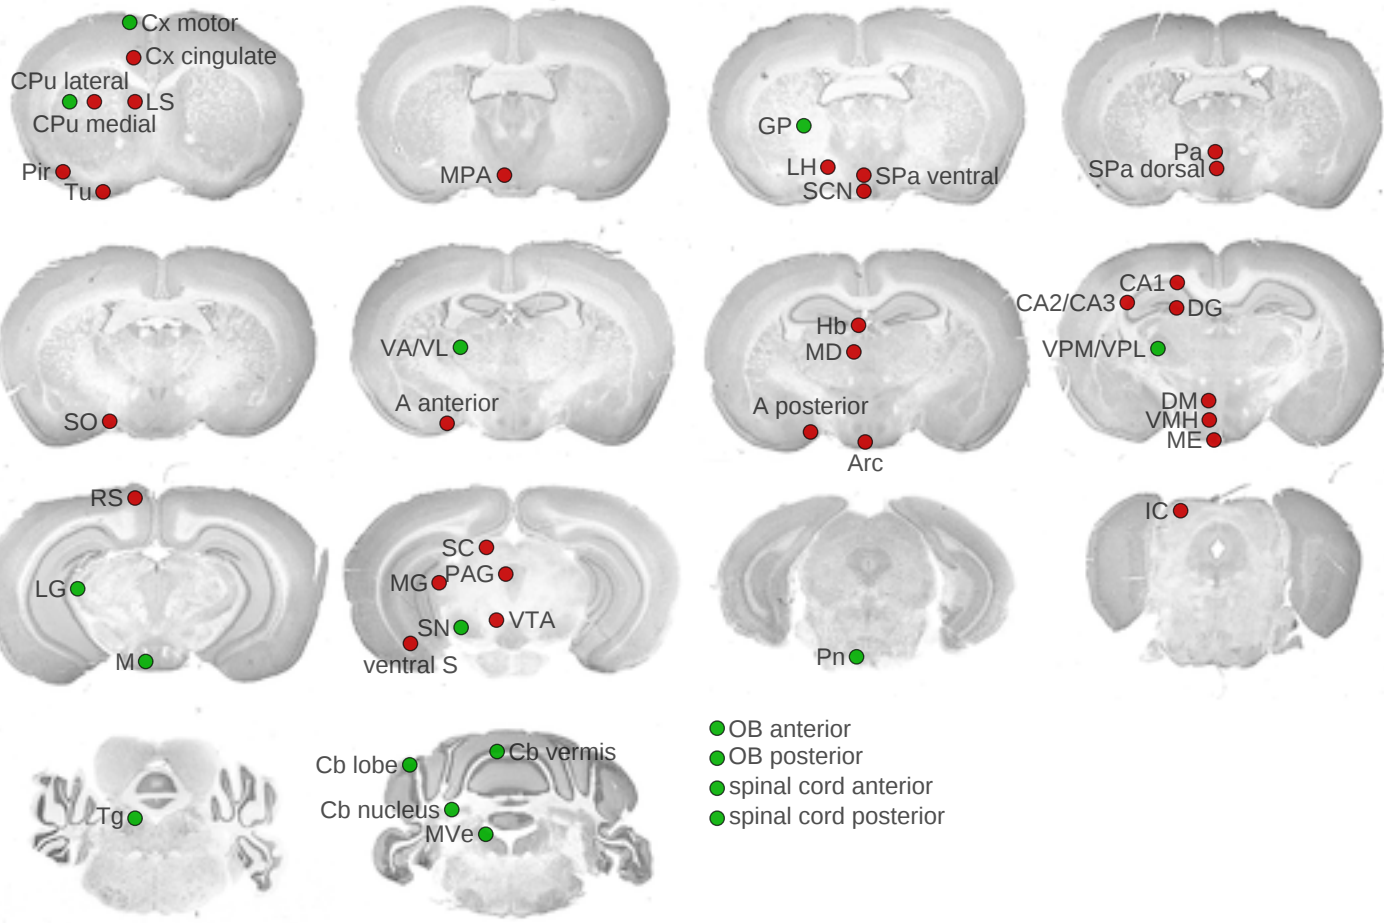 Cx motor
Cx cingulate
CPu lateral
LS
CPu medial
Pir
Tu
MPA
GP
LH
SPa ventral
SCN
Pa
SPa dorsal
SO
VA/VL
A anterior
Hb
MD
A posterior
Arc
CA1
CA2/CA3
DG
VPM/VPL
DM
VMH
ME
RS
LG
M
SC
MG
PAG
SN
VTA
ventral S
Pn
IC
Tg
Cb lobe
Cb vermis
Cb nucleus
MVe
OB anterior
OB posterior
spinal cord anterior
spinal cord posterior